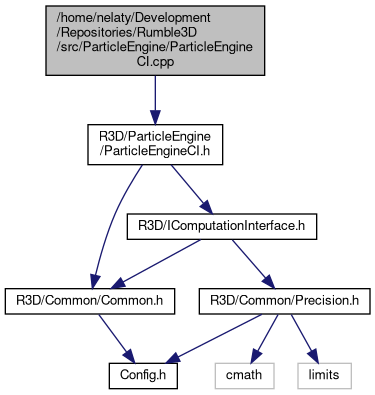 /home/nelaty/Development
/Repositories/Rumble3D
/src/ParticleEngine/ParticleEngine
CI.cpp
R3D/ParticleEngine
/ParticleEngineCI.h
R3D/IComputationInterface.h
R3D/Common/Common.h
R3D/Common/Precision.h
Config.h
cmath
limits